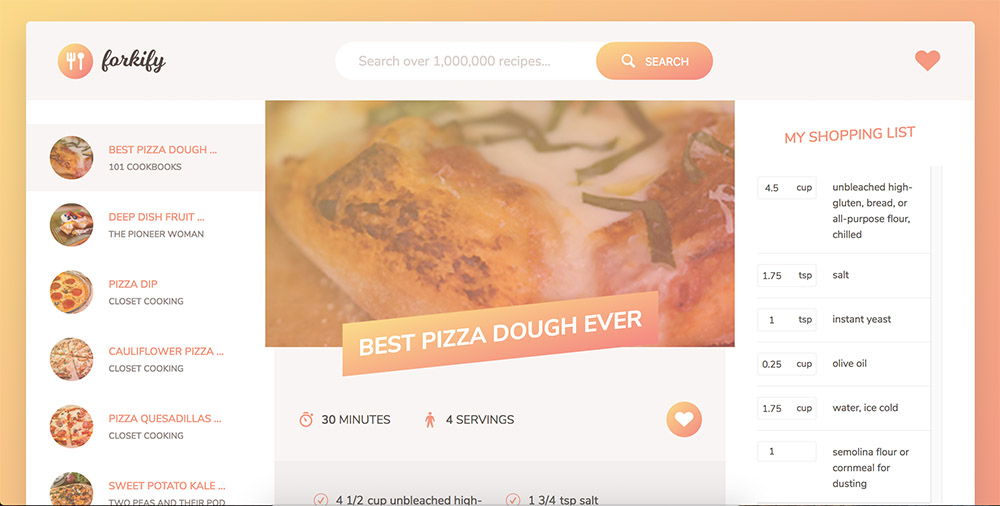 forkify
Search over 1,000,000 recipes...
SEARCH
BEST PIZZA DOUGH ...
101 COOKBOOKS
DEEP DISH FRUIT ...
THE PIONEER WOMAN
PIZZA DIP
CLOSET COOKING
CAULIFLOWER PIZZA ...
CLOSET COOKING
PIZZA QUESADILLAS ...
CLOSET COOKING
SWEET POTATO KALE ...
TWO PEAS AND THEIR POD
BEST PIZZA DOUGH EVER
30 MINUTES
4 SERVINGS
4 1/2 cup unbleached high-
1 3/4 tsp salt
MY SHOPPING LIST
4.5 cup unbleached high-
gluten, bread, or
all-purpose flour,
chilled
1.75 tsp salt
1 tsp instant yeast
0.25 cup olive oil
1.75 cup water, ice cold
1 semolina flour or
cornmeal for
dusting